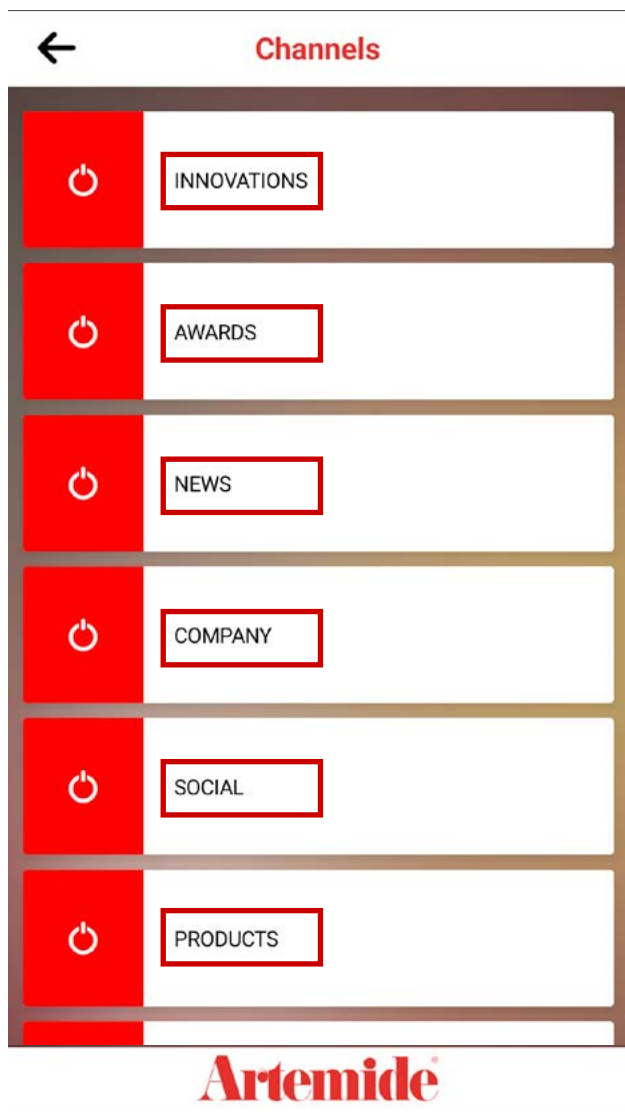 Channels
INNOVATIONS
AWARDS
NEWS
COMPANY
SOCIAL
PRODUCTS
Artemide®